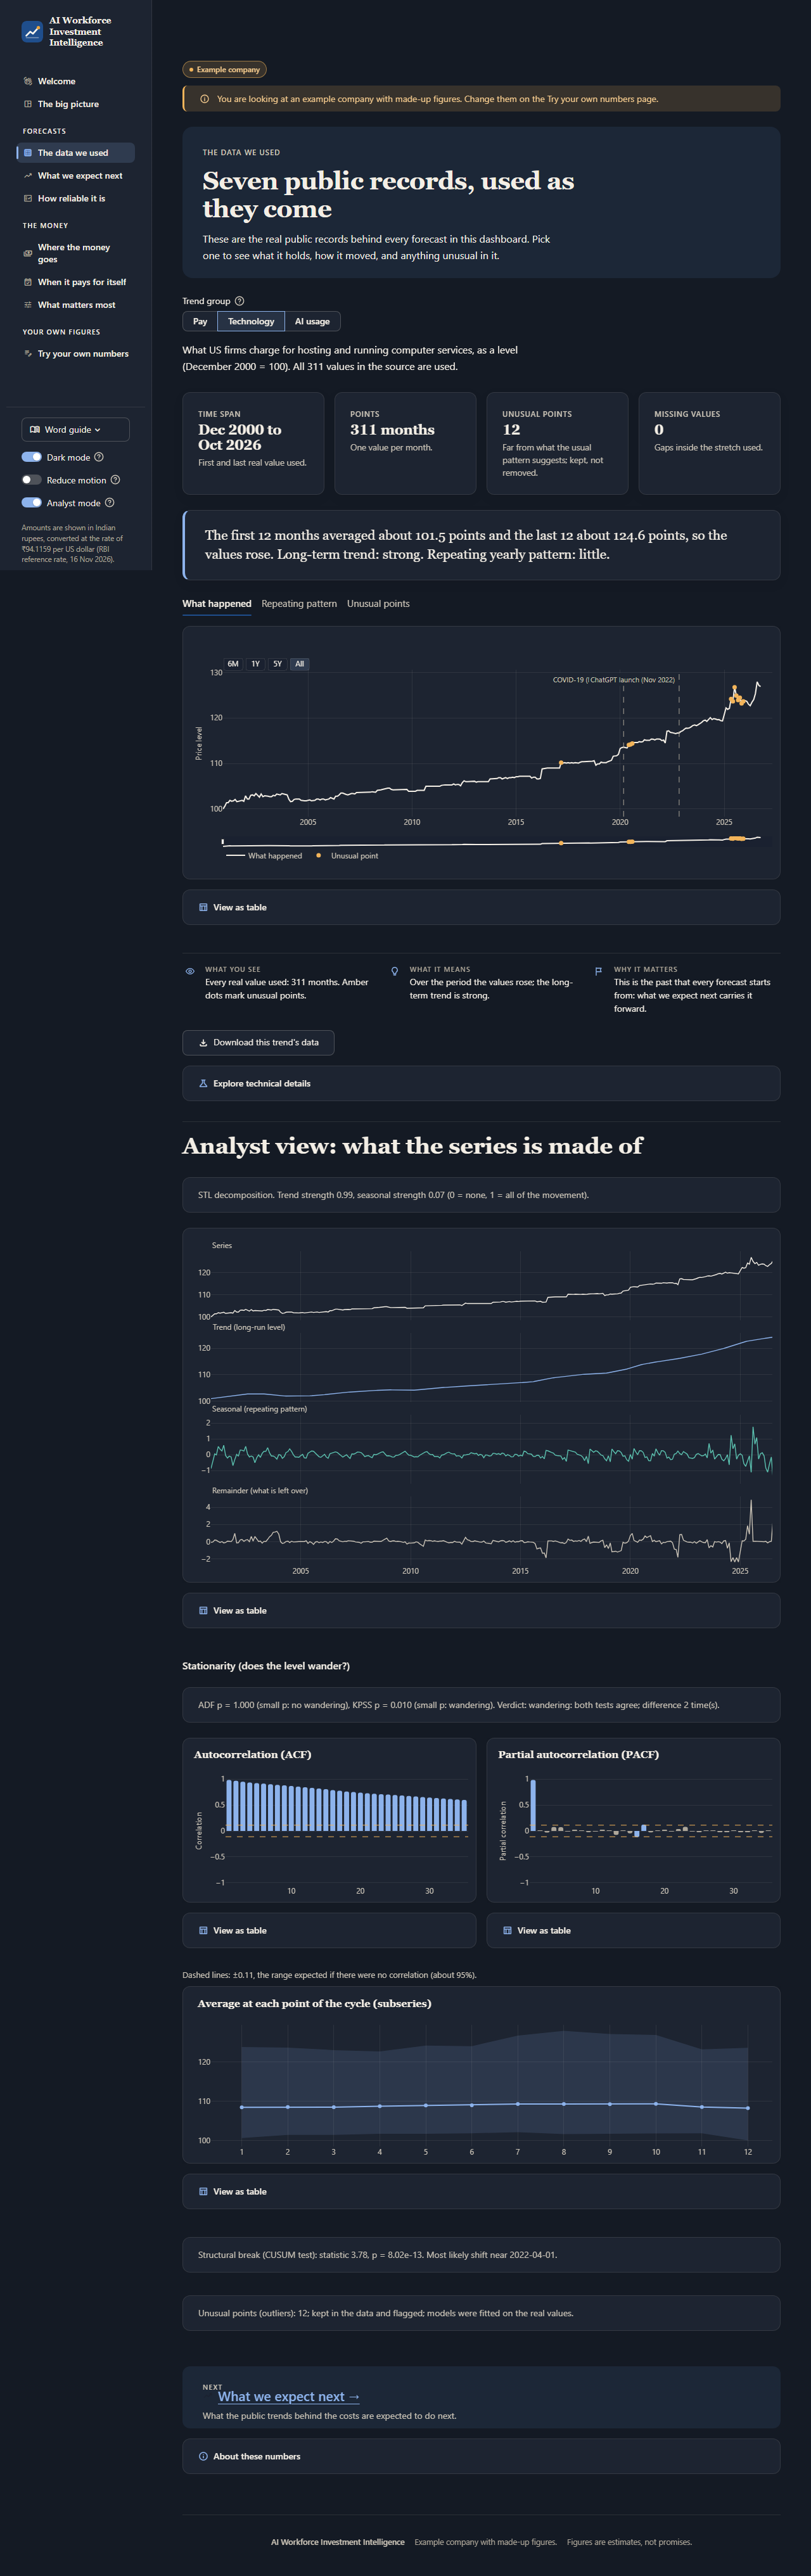 AI Workforce
Investment
Intelligence
Welcome
The big picture
FORECASTS
The data we used
What we expect next
How reliable it is
THE MONEY
Where the money
goes
When it pays for itself
What matters most
YOUR OWN FIGURES
Try your own numbers
Word guide
Dark mode
Reduce motion
Analyst mode
Amounts are shown in Indian
rupees, converted at the rate of
₹94.1159 per US dollar (RBI
reference rate, 16 Nov 2026).
Example company
You are looking at an example company with made-up figures. Change them on the Try your own numbers page.
THE DATA WE USED
Seven public records, used as
they come
These are the real public records behind every forecast in this dashboard. Pick
one to see what it holds, how it moved, and anything unusual in it.
Trend group
Pay Technology AI usage
What US firms charge for hosting and running computer services, as a level
(December 2000 = 100). All 311 values in the source are used.
TIME SPAN
Dec 2000 to
Oct 2026
First and last real value used.
POINTS
311 months
One value per month.
UNUSUAL POINTS
12
Far from what the usual
pattern suggests; kept, not
removed.
MISSING VALUES
0
Gaps inside the stretch used.
The first 12 months averaged about 101.5 points and the last 12 about 124.6 points, so the
values rose. Long-term trend: strong. Repeating yearly pattern: little.
What happened Repeating pattern Unusual points
6M 1Y 5Y All
COVID-19 ( ChatGPT launch (Nov 2022)
Price level
130
120
110
100
2005 2010 2015 2020 2025
What happened Unusual point
View as table
WHAT YOU SEE
Every real value used: 311 months. Amber
dots mark unusual points.
WHAT IT MEANS
Over the period the values rose; the long-
term trend is strong.
WHY IT MATTERS
This is the past that every forecast starts
from: what we expect next carries it
forward.
Download this trend's data
Explore technical details
Analyst view: what the series is made of
STL decomposition. Trend strength 0.99, seasonal strength 0.07 (0 = none, 1 = all of the movement).
Series
120
110
100
Trend (long-run level)
120
110
100
Seasonal (repeating pattern)
2
1
0
−1
Remainder (what is left over)
4
2
0
−2
2005 2010 2015 2020 2025
View as table
Stationarity (does the level wander?)
ADF p = 1.000 (small p: no wandering). KPSS p = 0.010 (small p: wandering). Verdict: wandering: both tests agree; difference 2 time(s).
Autocorrelation (ACF)
Correlation
1
0.5
0
−0.5
−1
10 20 30
Partial autocorrelation (PACF)
Partial correlation
1
0.5
0
−0.5
−1
10 20 30
View as table
View as table
Dashed lines: ±0.11, the range expected if there were no correlation (about 95%).
Average at each point of the cycle (subseries)
120
110
100
1 2 3 4 5 6 7 8 9 10 11 12
View as table
Structural break (CUSUM test): statistic 3.78, p = 8.02e-13. Most likely shift near 2022-04-01.
Unusual points (outliers): 12; kept in the data and flagged; models were fitted on the real values.
NEXT
What we expect next →
What the public trends behind the costs are expected to do next.
About these numbers
AI Workforce Investment Intelligence Example company with made-up figures. Figures are estimates, not promises.